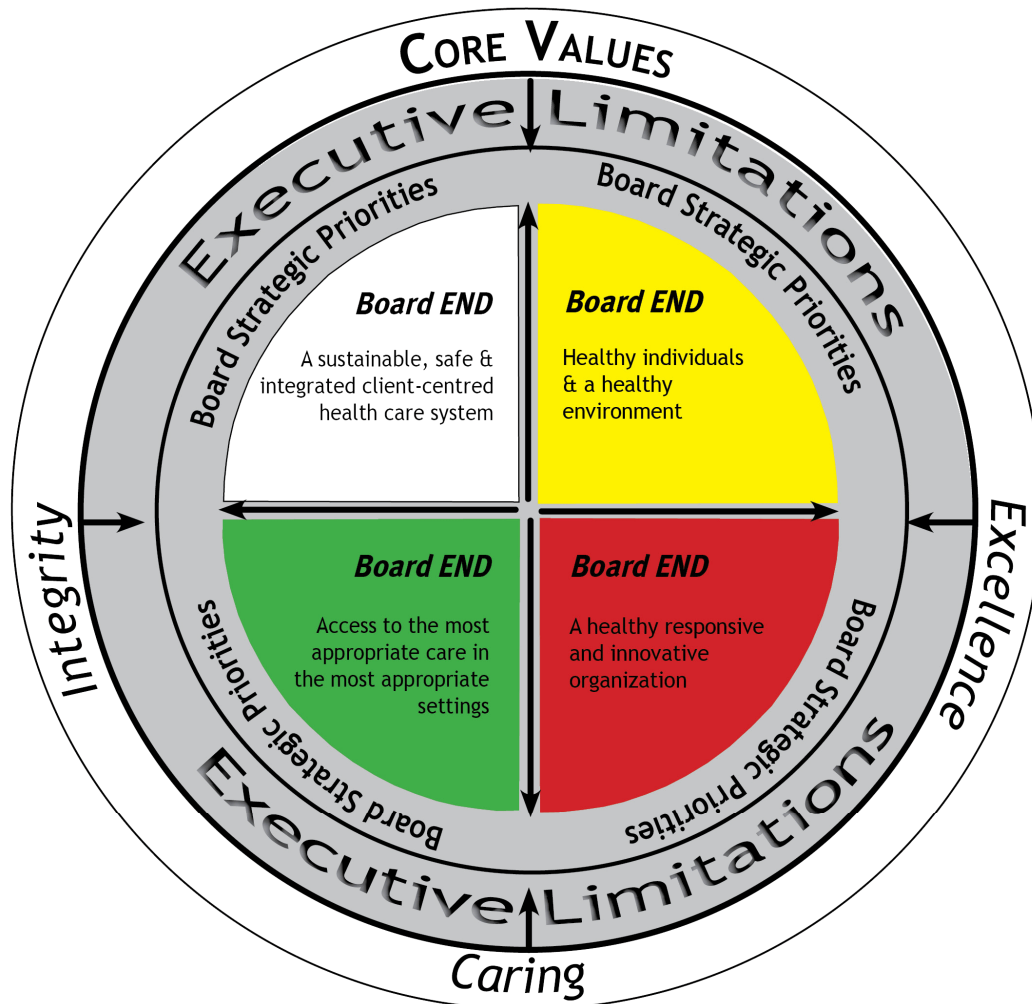 CORE VALUES
Executive Limitations
Board Strategic Priorities
Board Strategic Priorities
Board END
A sustainable, safe &
integrated client-centred
health care system
Board END
Healthy individuals
& a healthy
environment
Integrity
Excellence
Board END
Access to the most
appropriate care in
the most appropriate
settings
Board END
A healthy responsive
and innovative
organization
Board Strategic Priorities
Board Strategic Priorities
Executive Limitations
Caring